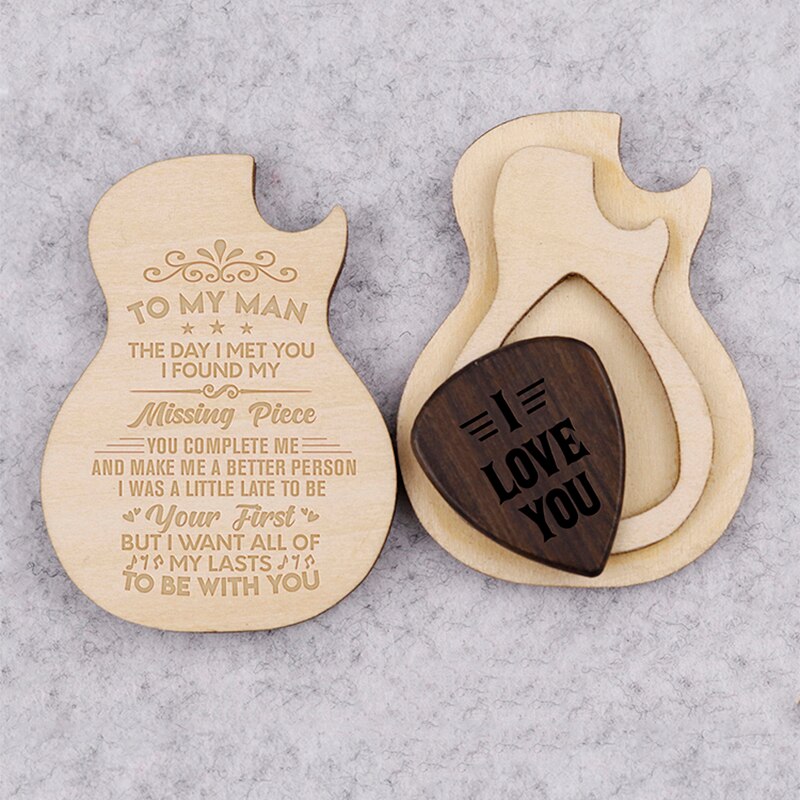 TO MY MAN
THE DAY I MET YOU
I FOUND MY
Missing Piece
YOU COMPLETE ME
AND MAKE ME A BETTER PERSON
I WAS A LITTLE LATE TO BE
Your First
BUT I WANT ALL OF
MY LASTS
TO BE WITH YOU
I
LOVE
YOU